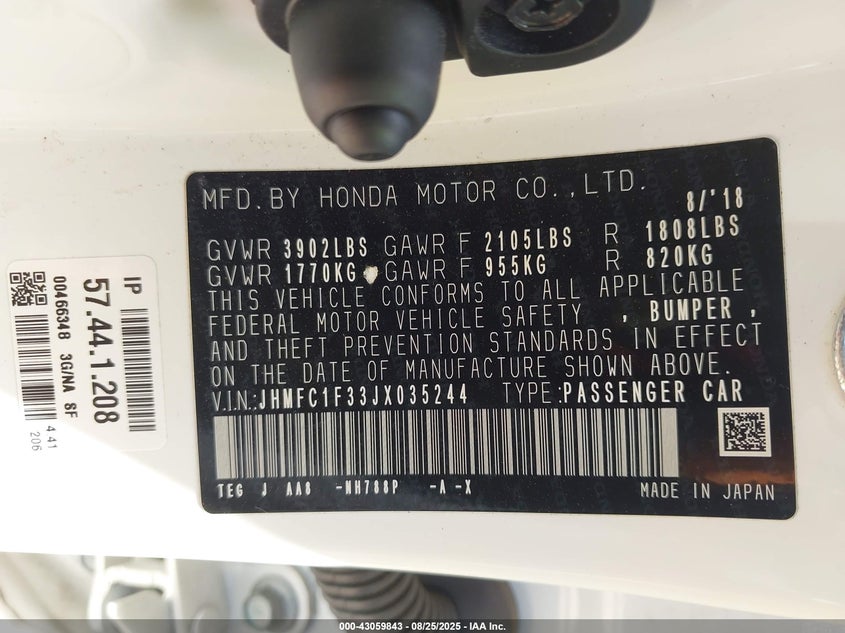 MFD.BY HONDA MOTOR CO.,LTD. 8/'18
GVWR 3902LBS GAWR F 2105LBS R 1808LBS
GVWR 1770KG GAWR F 955KG R 820KG
THIS VEHICLE CONFORMS TO ALL APPLICABLE
FEDERAL MOTOR VEHICLE SAFETY , BUMPER ,
AND THEFT PREVENTION STANDARDS IN EFFECT
ON THE DATE OF MANUFACTURE SHOWN ABOVE.
V.I.N.:JHMFC1F33JX035244 TYPE:PASSENGER CAR
TEG J AA8 -NH788P -A -X
MADE IN JAPAN
IP
57.44.1.208
00466348 3G/NA 8F
4 41
206
000-43059843 - 08/25/2025 - IAA Inc.